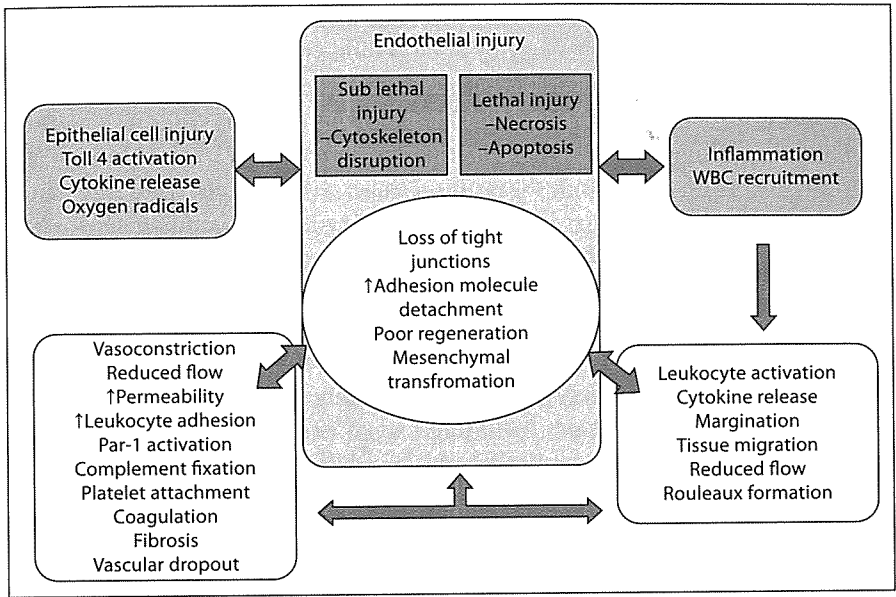 Endothelial injury
Sub lethal
injury
–Cytoskeleton
disruption
Lethal injury
–Necrosis
–Apoptosis
Epithelial cell injury
Toll 4 activation
Cytokine release
Oxygen radicals
Inflammation
WBC recruitment
Loss of tight
junctions
↑Adhesion molecule
detachment
Poor regeneration
Mesenchymal
transfromation
Vasoconstriction
Reduced flow
↑Permeability
↑Leukocyte adhesion
Par-1 activation
Complement fixation
Platelet attachment
Coagulation
Fibrosis
Vascular dropout
Leukocyte activation
Cytokine release
Margination
Tissue migration
Reduced flow
Rouleaux formation